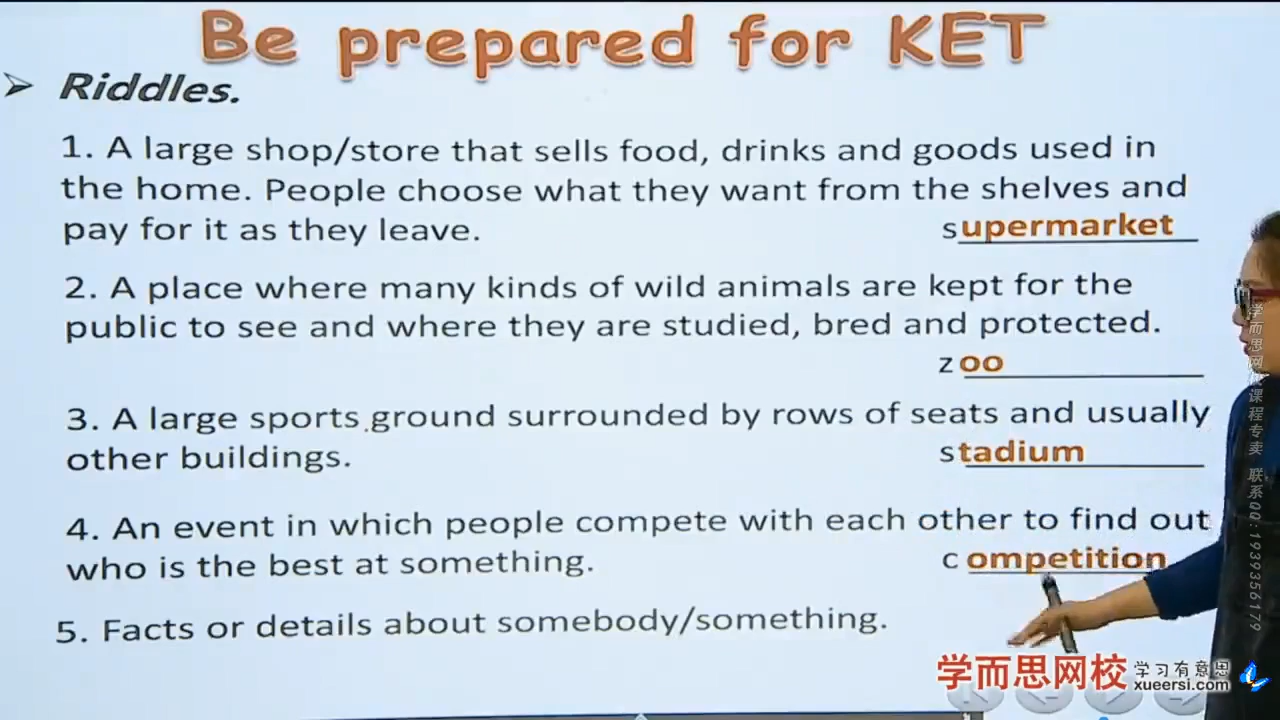 Be prepared for KET
➢ Riddles.
1. A large shop/store that sells food, drinks and goods used in
the home. People choose what they want from the shelves and
pay for it as they leave.
supermarket
2. A place where many kinds of wild animals are kept for the
public to see and where they are studied, bred and protected.
zoo
3. A large sports ground surrounded by rows of seats and usually
other buildings.
stadium
4. An event in which people compete with each other to find out
who is the best at something.
competition
5. Facts or details about somebody/something.
学而思网校 学习有意思
xueersi.com
学而思网课课程专卖 联系QQ:1939356179